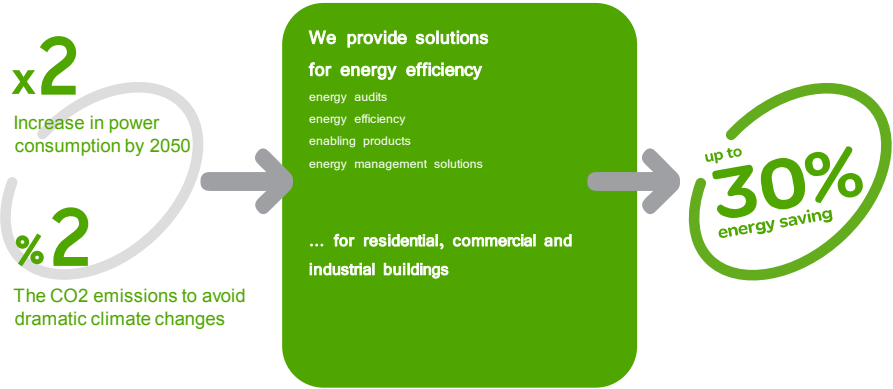 x2
Increase in power
consumption by 2050
%2
The CO2 emissions to avoid
dramatic climate changes
We provide solutions
for energy efficiency
energy audits
energy efficiency
enabling products
energy management solutions
... for residential, commercial and
industrial buildings
up to
30%
energy saving